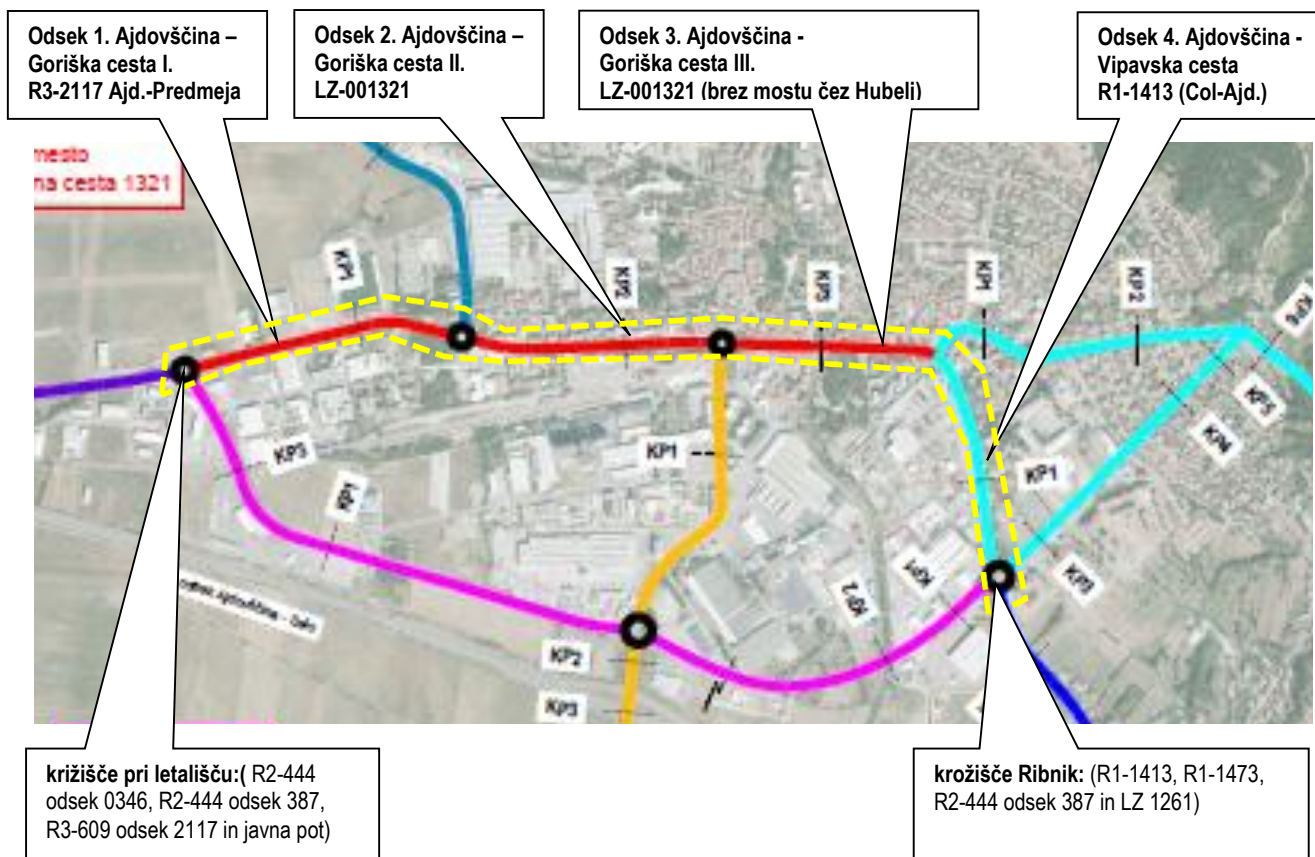 Odsek 1. Ajdovščina –
Goriška cesta I.
R3-2117 Ajd.-Predmeja
Odsek 2. Ajdovščina –
Goriška cesta II.
LZ-001321
Odsek 3. Ajdovščina -
Goriška cesta III.
LZ-001321 (brez mostu čez Hubelj)
Odsek 4. Ajdovščina -
Vipavska cesta
R1-1413 (Col-Ajd.)
mesto
na cesta 1321
KP1
KP2
KP3
KP1
KP2
KP6
KP5
KP4
KP1
KP3
KP1
KP1
KP3
KP1
KP2
KP2
KP3
N
križišče pri letališču:( R2-444
odsek 0346, R2-444 odsek 387,
R3-609 odsek 2117 in javna pot)
krožišče Ribnik: (R1-1413, R1-1473,
R2-444 odsek 387 in LZ 1261)